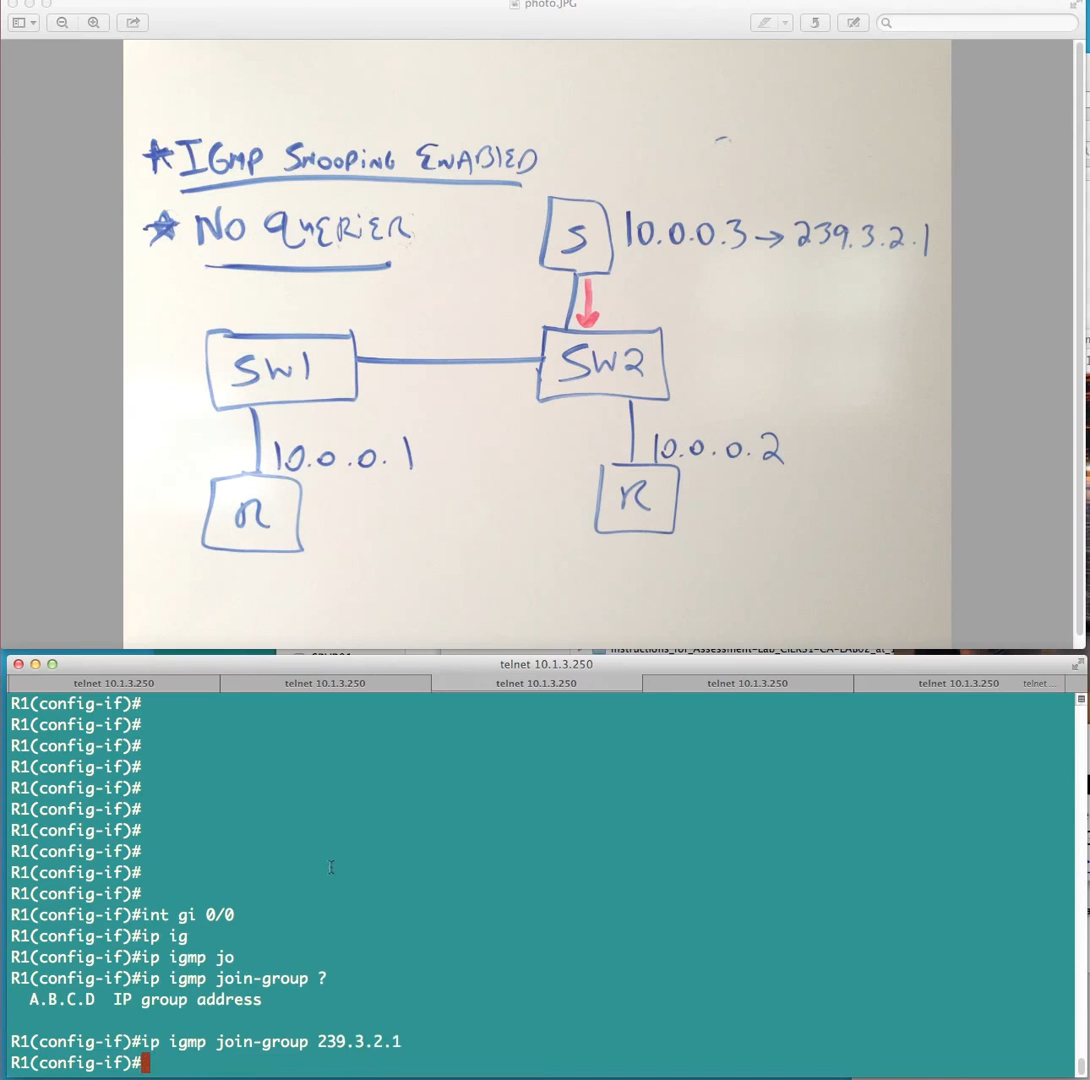 photo.JPG
*IGMP SNOOPING ENABLED
* NO QUERIER
S 10.0.0.3→239.3.2.1
SW1
SW2
10.0.0.1
10.0.0.2
R
R
telnet 10.1.3.250
telnet 10.1.3.250 telnet 10.1.3.250 telnet 10.1.3.250 telnet 10.1.3.250 telnet 10.1.3.250 telnet ...
R1(config-if)#
R1(config-if)#
R1(config-if)#
R1(config-if)#
R1(config-if)#
R1(config-if)#
R1(config-if)#
R1(config-if)#
R1(config-if)#
R1(config-if)#
R1(config-if)#int gi 0/0
R1(config-if)#ip ig
R1(config-if)#ip igmp jo
R1(config-if)#ip igmp join-group ?
A.B.C.D IP group address
R1(config-if)#ip igmp join-group 239.3.2.1
R1(config-if)#